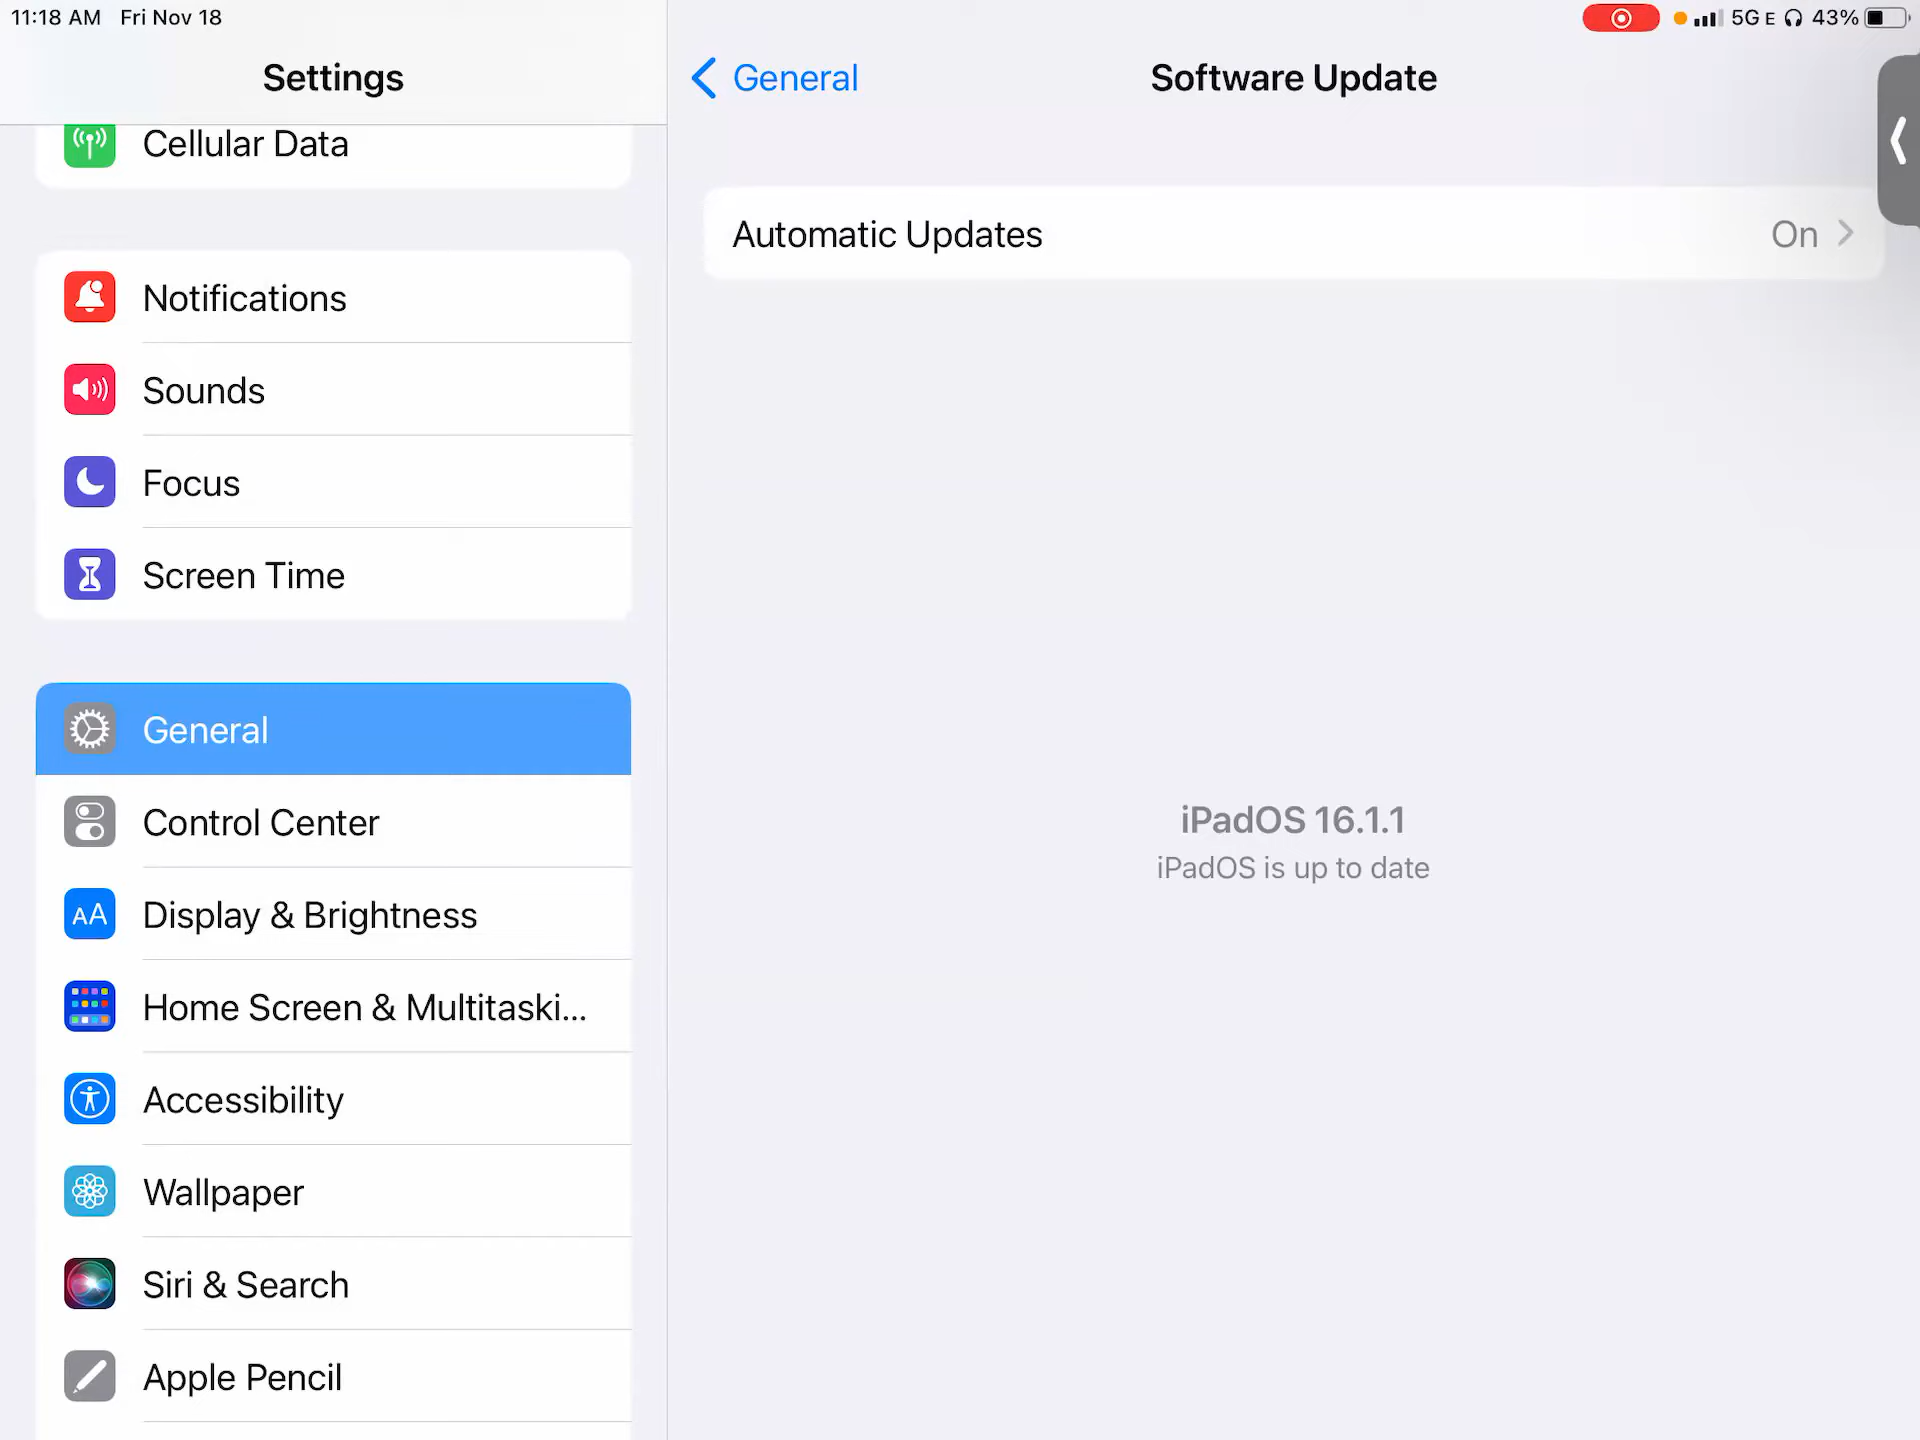 11:18 AM Fri Nov 18
5G E 43%
Settings
Cellular Data
Notifications
Sounds
Focus
Screen Time
General
Control Center
AA Display & Brightness
Home Screen & Multitaski...
Accessibility
Wallpaper
Siri & Search
Apple Pencil
General
Software Update
Automatic Updates On
iPadOS 16.1.1
iPadOS is up to date